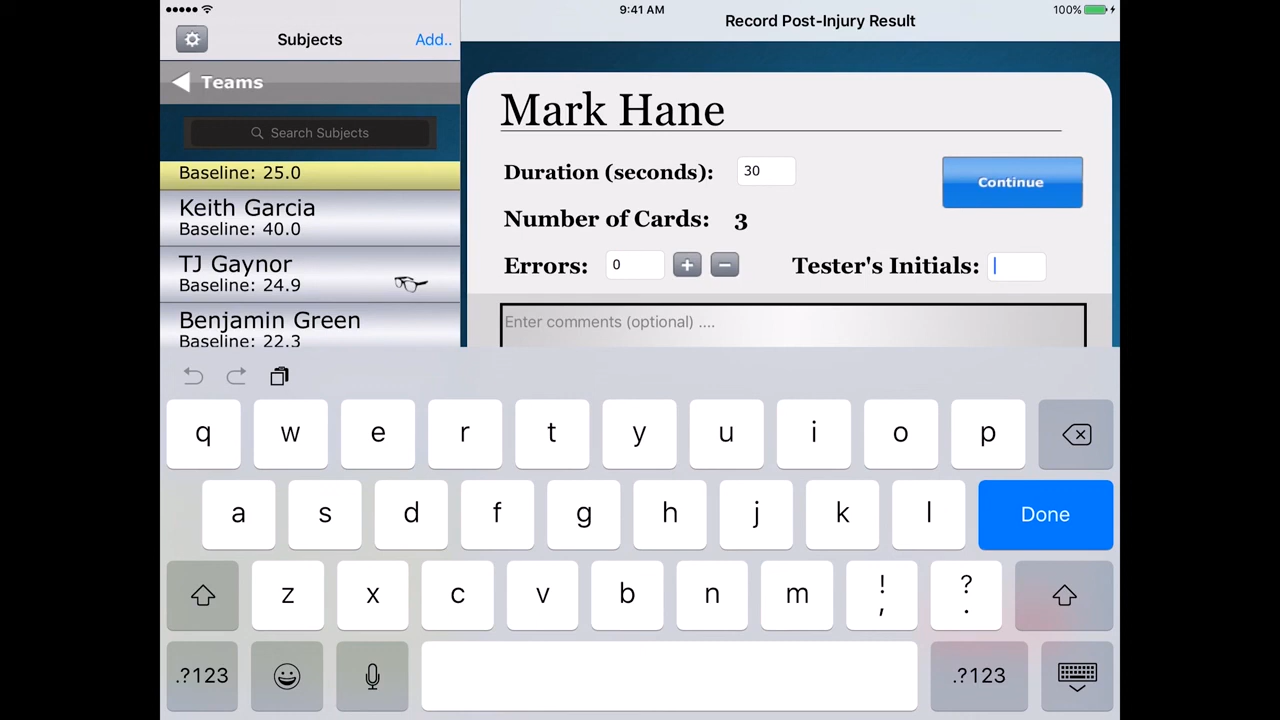 9:41 AM
100%
Subjects
Add..
Record Post-Injury Result
Teams
Search Subjects
Baseline: 25.0
Keith Garcia
Baseline: 40.0
TJ Gaynor
Baseline: 24.9
Benjamin Green
Baseline: 22.3
Mark Hane
Duration (seconds): 30
Continue
Number of Cards: 3
Errors: 0 + − Tester's Initials:
Enter comments (optional) ....
q w e r t y u i o p
a s d f g h j k l Done
z x c v b n m ! , ? .
.?123 .?123